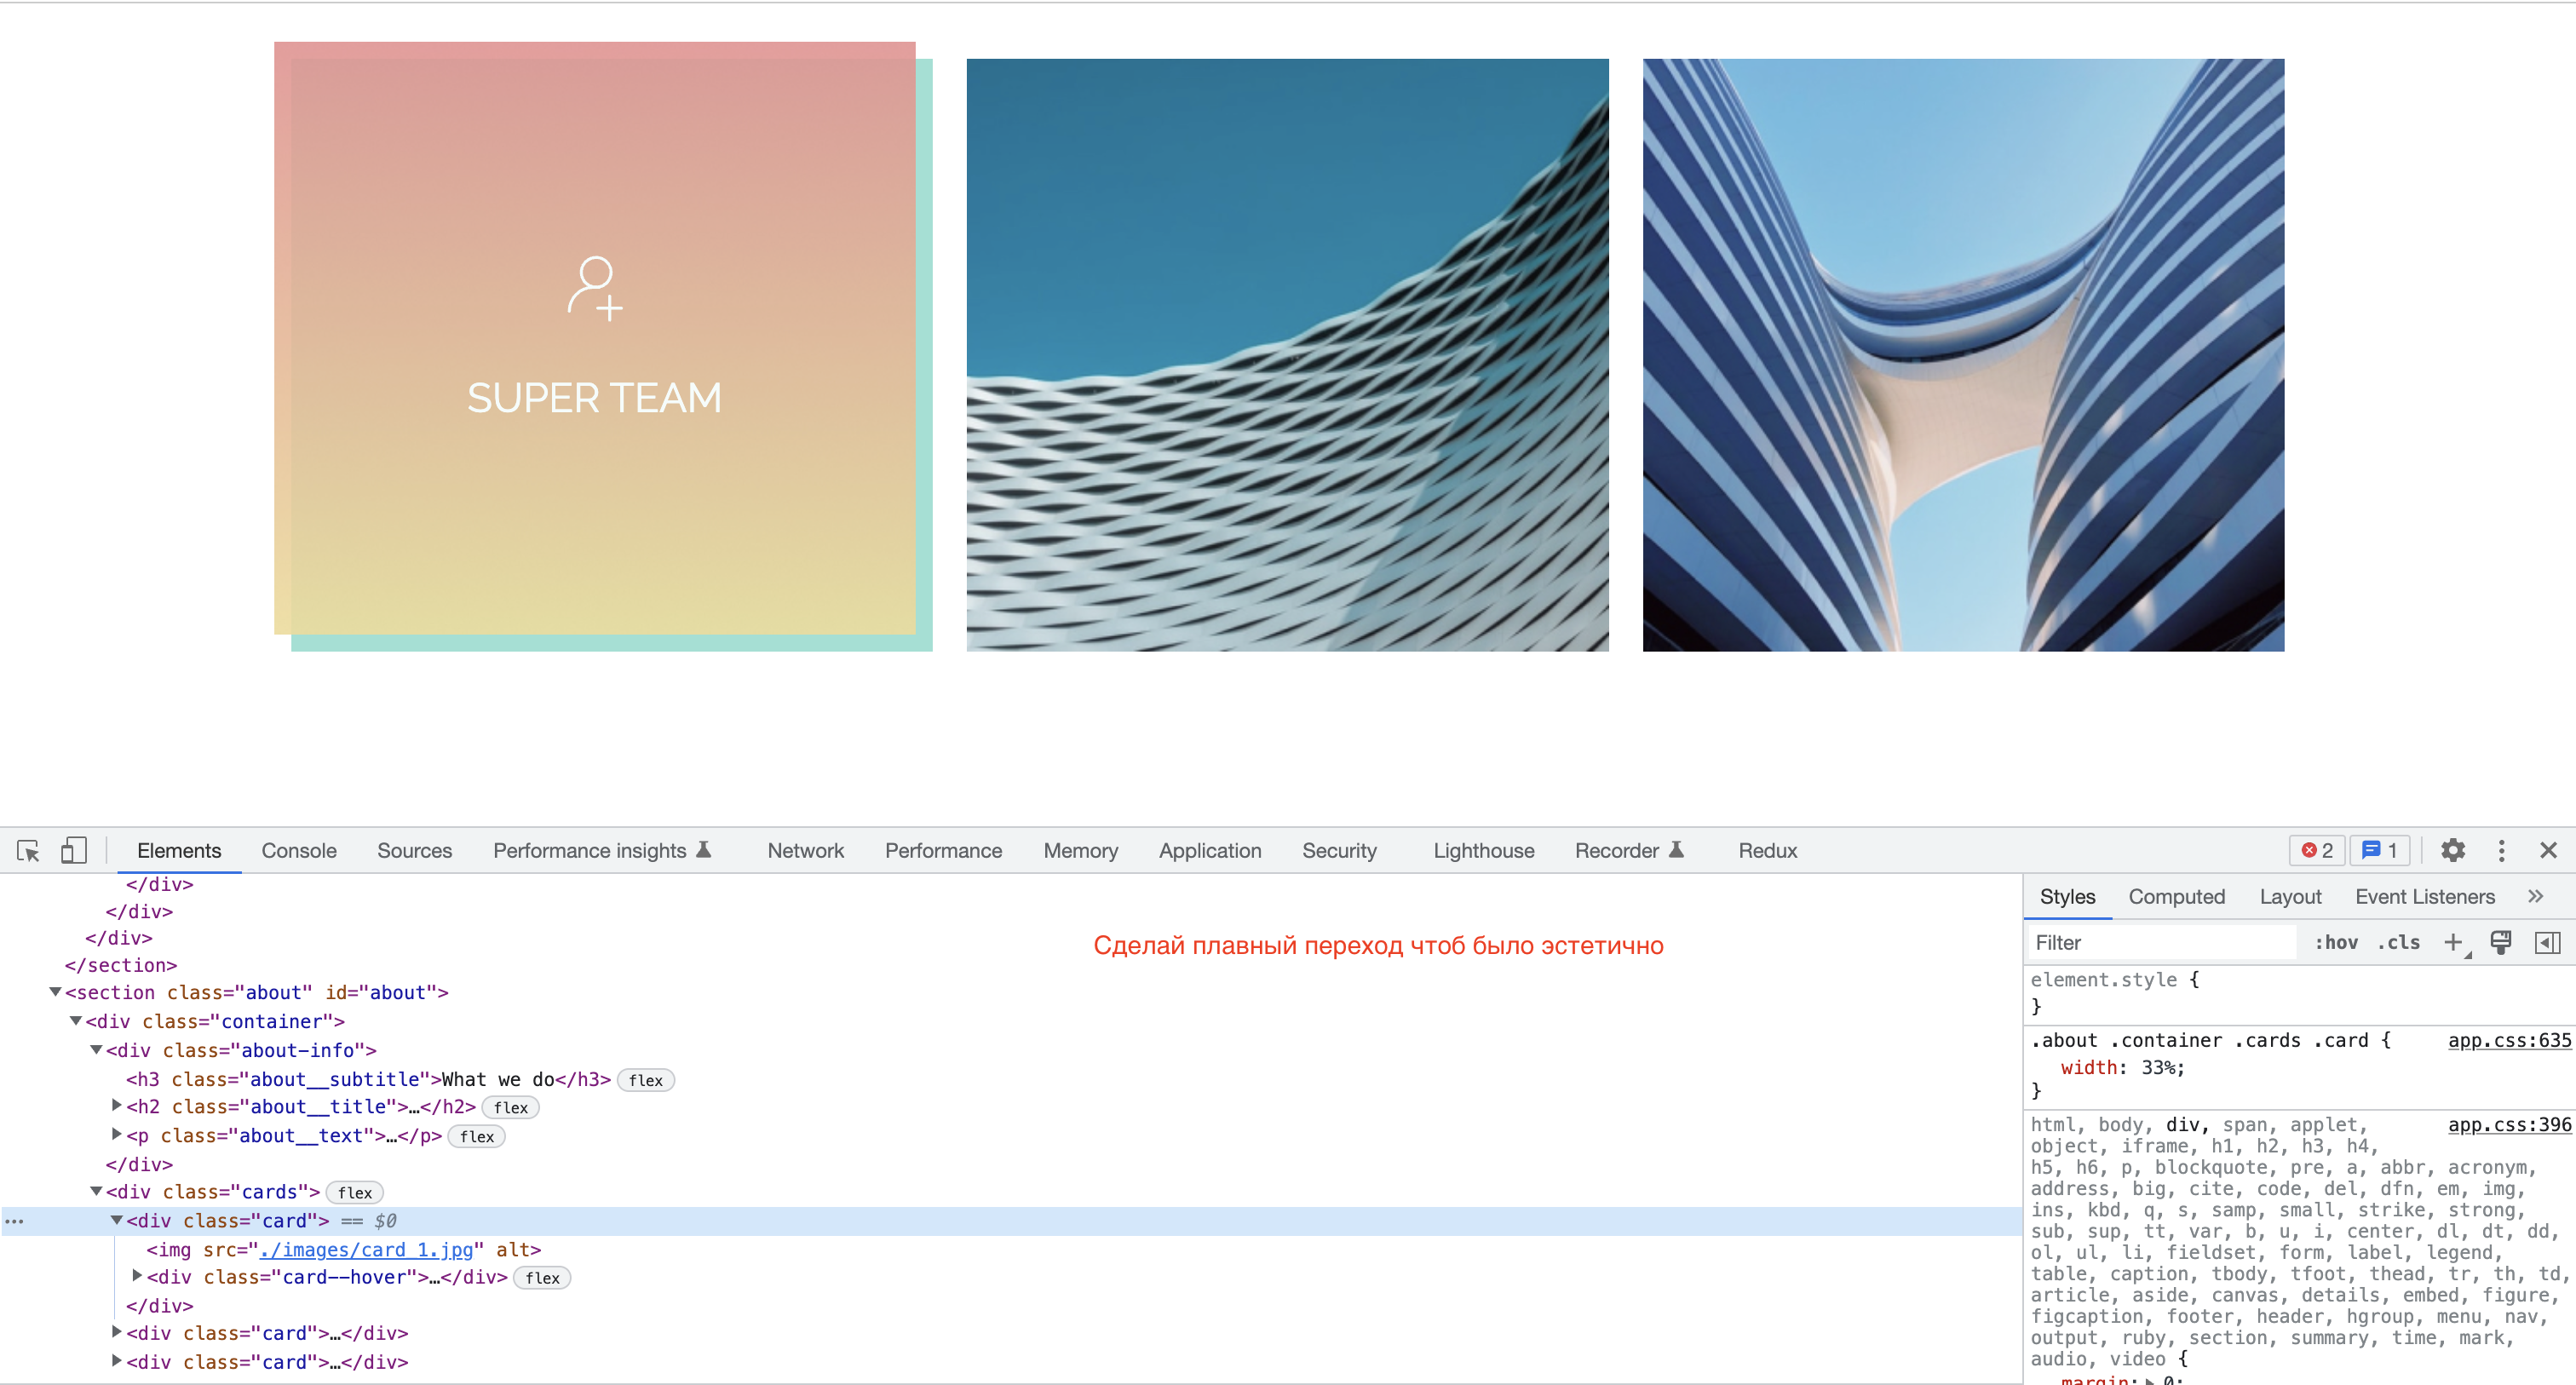 SUPER TEAM
Elements Console Sources Performance insights Network Performance Memory Application Security Lighthouse Recorder Redux 2 1
</div>
</div>
</div>
</section>
<section class="about" id="about">
<div class="container">
<div class="about-info">
<h3 class="about__subtitle">What we do</h3> flex
<h2 class="about__title">…</h2> flex
<p class="about__text">…</p> flex
</div>
<div class="cards"> flex
<div class="card"> == $0
<img src="./images/card_1.jpg" alt>
<div class="card--hover">…</div> flex
</div>
<div class="card">…</div>
<div class="card">…</div>
Сделай плавный переход чтоб было эстетично
Styles Computed Layout Event Listeners »
Filter :hov .cls +
element.style {
}
.about .container .cards .card { app.css:635
width: 33%;
}
html, body, div, span, applet, app.css:396
object, iframe, h1, h2, h3, h4,
h5, h6, p, blockquote, pre, a, abbr, acronym,
address, big, cite, code, del, dfn, em, img,
ins, kbd, q, s, samp, small, strike, strong,
sub, sup, tt, var, b, u, i, center, dl, dt, dd,
ol, ul, li, fieldset, form, label, legend,
table, caption, tbody, tfoot, thead, tr, th, td,
article, aside, canvas, details, embed, figure,
figcaption, footer, header, hgroup, menu, nav,
output, ruby, section, summary, time, mark,
audio, video {
margin: 0;